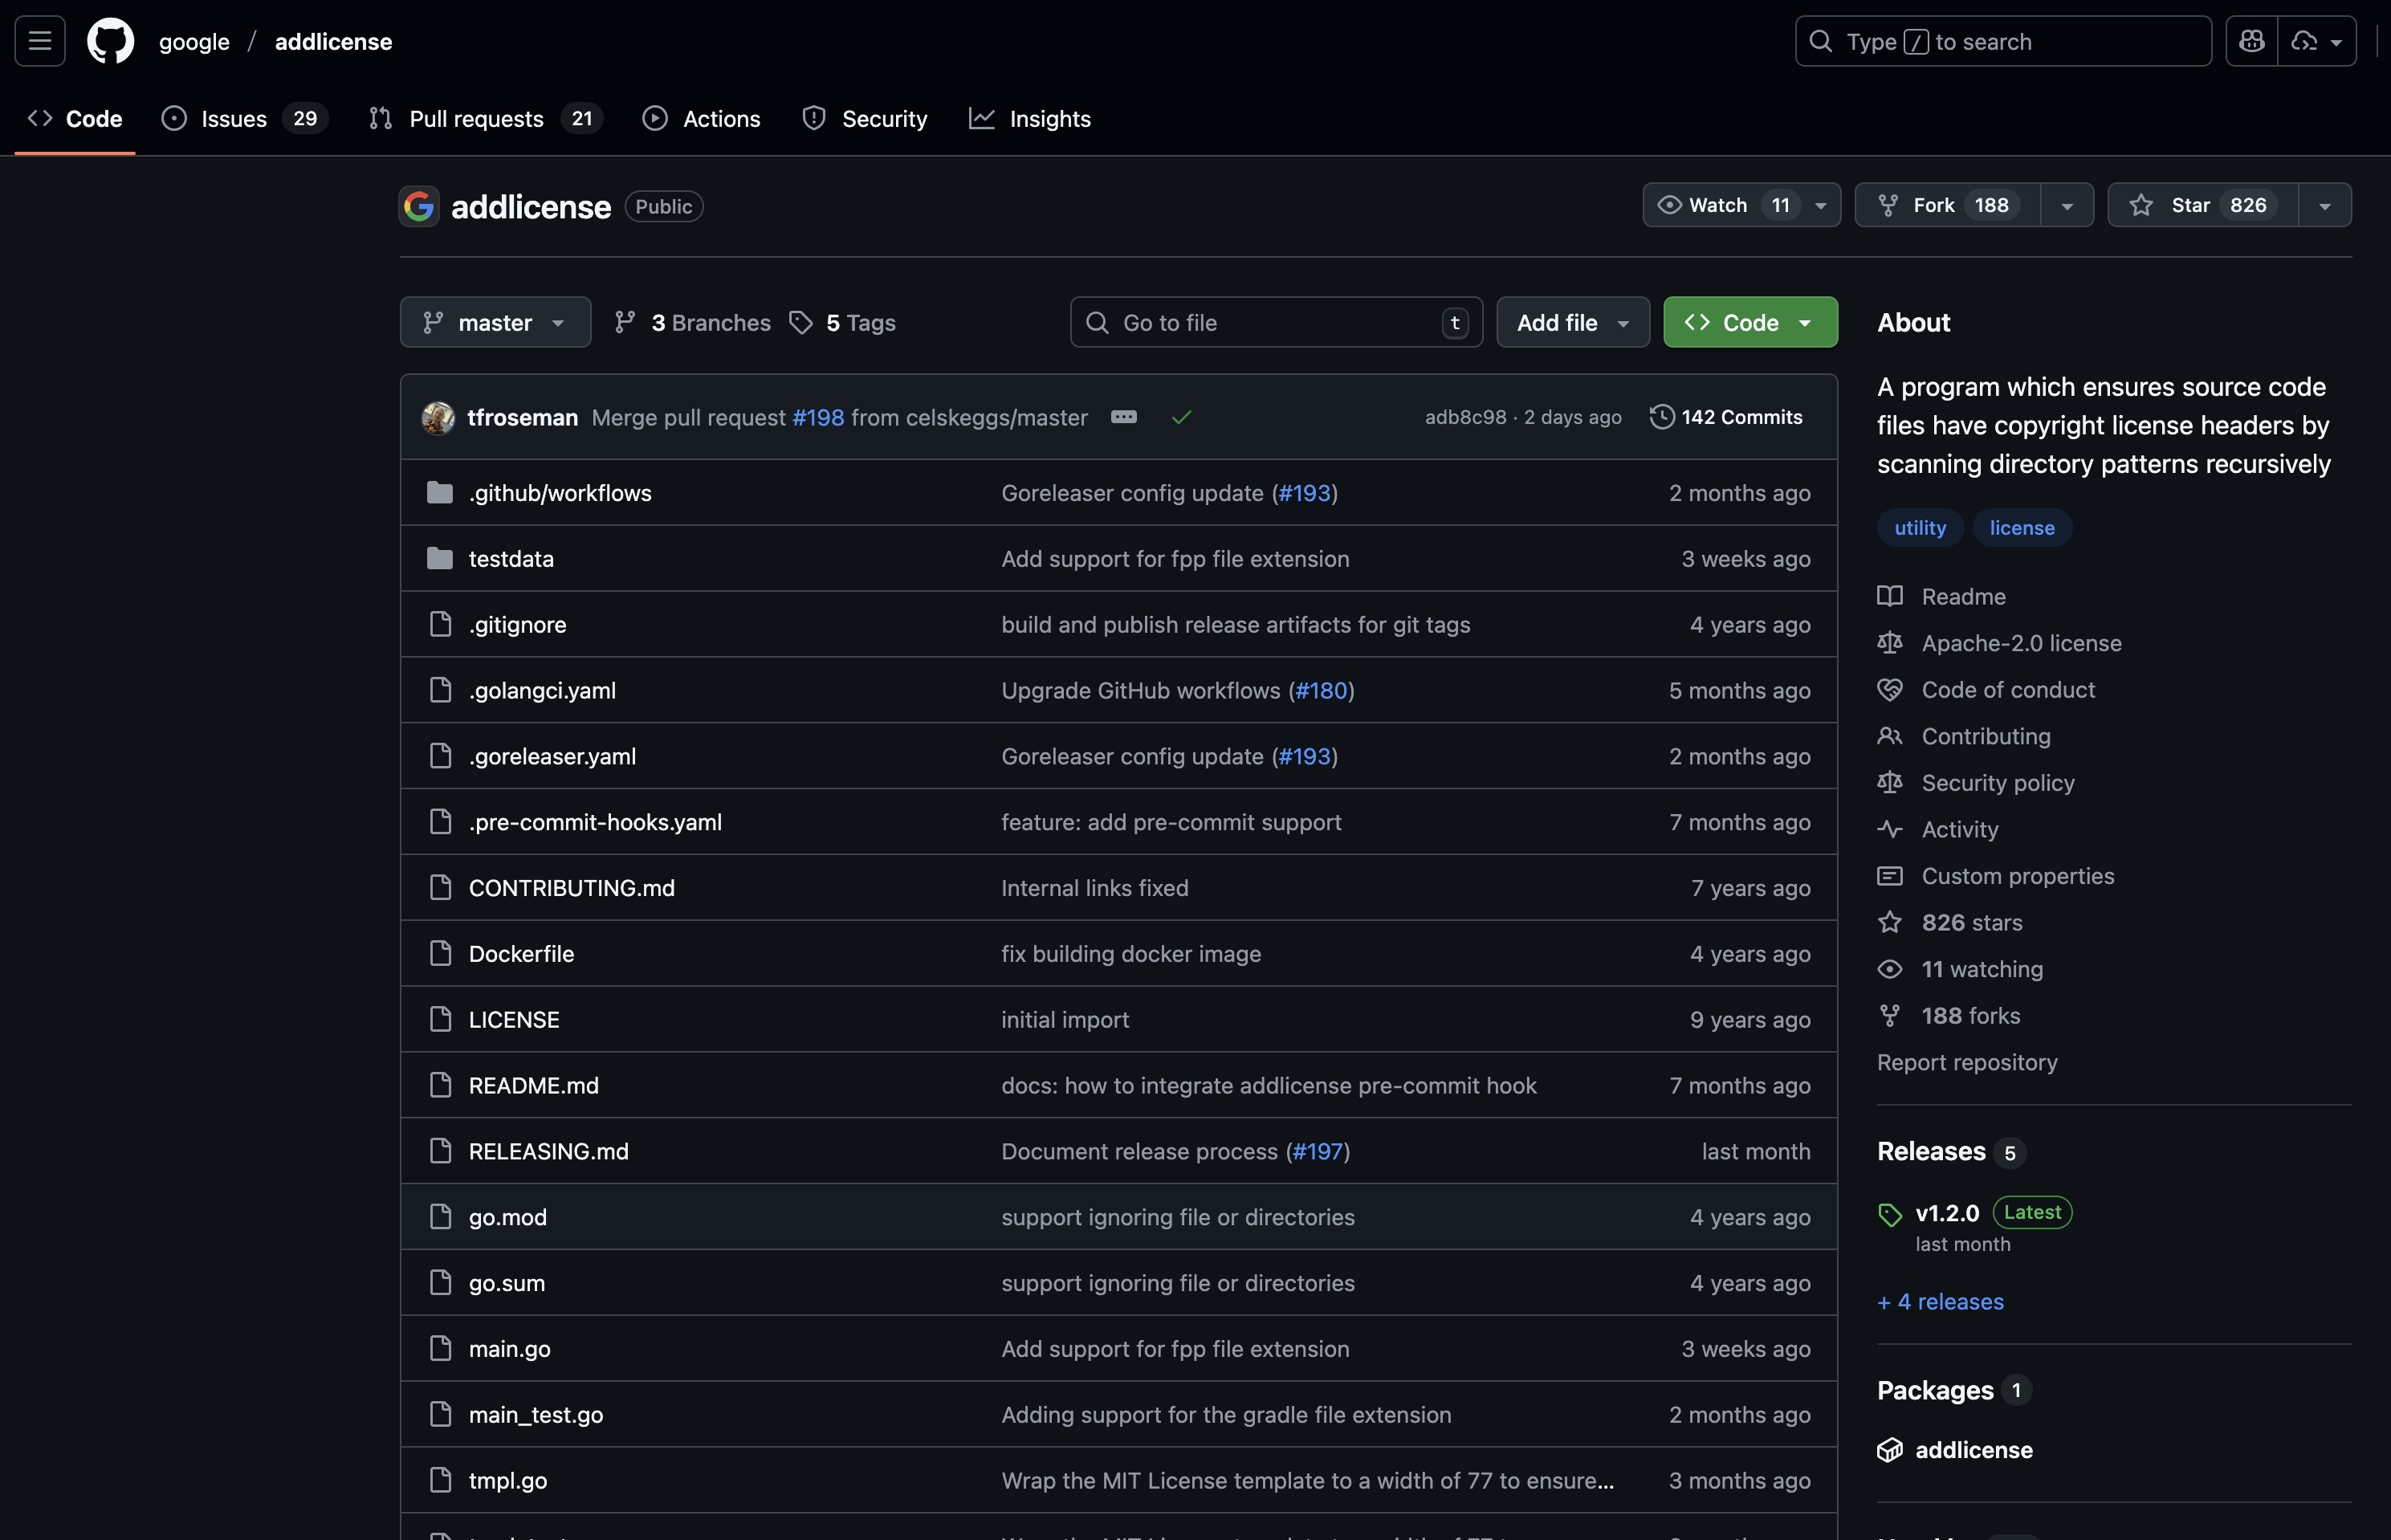 google / addlicense
Type / to search
Code
Issues 29
Pull requests 21
Actions
Security
Insights
addlicense Public
Watch 11
Fork 188
Star 826
master
3 Branches
5 Tags
Go to file t
Add file
Code
tfroseman Merge pull request #198 from celskeggs/master
adb8c98 · 2 days ago
142 Commits
.github/workflows Goreleaser config update (#193) 2 months ago
testdata Add support for fpp file extension 3 weeks ago
.gitignore build and publish release artifacts for git tags 4 years ago
.golangci.yaml Upgrade GitHub workflows (#180) 5 months ago
.goreleaser.yaml Goreleaser config update (#193) 2 months ago
.pre-commit-hooks.yaml feature: add pre-commit support 7 months ago
CONTRIBUTING.md Internal links fixed 7 years ago
Dockerfile fix building docker image 4 years ago
LICENSE initial import 9 years ago
README.md docs: how to integrate addlicense pre-commit hook 7 months ago
RELEASING.md Document release process (#197) last month
go.mod support ignoring file or directories 4 years ago
go.sum support ignoring file or directories 4 years ago
main.go Add support for fpp file extension 3 weeks ago
main_test.go Adding support for the gradle file extension 2 months ago
tmpl.go Wrap the MIT License template to a width of 77 to ensure... 3 months ago
About
A program which ensures source code
files have copyright license headers by
scanning directory patterns recursively
utility license
Readme
Apache-2.0 license
Code of conduct
Contributing
Security policy
Activity
Custom properties
826 stars
11 watching
188 forks
Report repository
Releases 5
v1.2.0 Latest
last month
+ 4 releases
Packages 1
addlicense